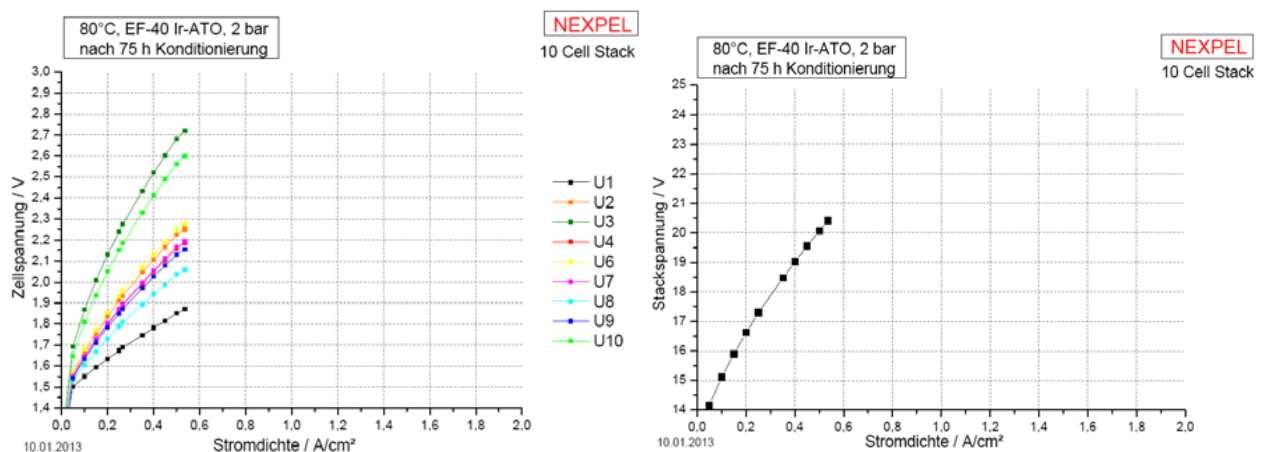 80°C, EF-40 Ir-ATO, 2 bar
nach 75 h Konditionierung
NEXPEL
10 Cell Stack
3,0
2,9
2,8
2,7
2,6
2,5
2,4
2,3
2,2
2,1
2,0
1,9
1,8
1,7
1,6
1,5
1,4
Zellspannung / V
0,0 0,2 0,4 0,6 0,8 1,0 1,2 1,4 1,6 1,8 2,0
Stromdichte / A/cm²
10.01.2013
U1
U2
U3
U4
U6
U7
U8
U9
U10
80°C, EF-40 Ir-ATO, 2 bar
nach 75 h Konditionierung
NEXPEL
10 Cell Stack
25
24
23
22
21
20
19
18
17
16
15
14
Stackspannung / V
0,0 0,2 0,4 0,6 0,8 1,0 1,2 1,4 1,6 1,8 2,0
Stromdichte / A/cm²
10.01.2013